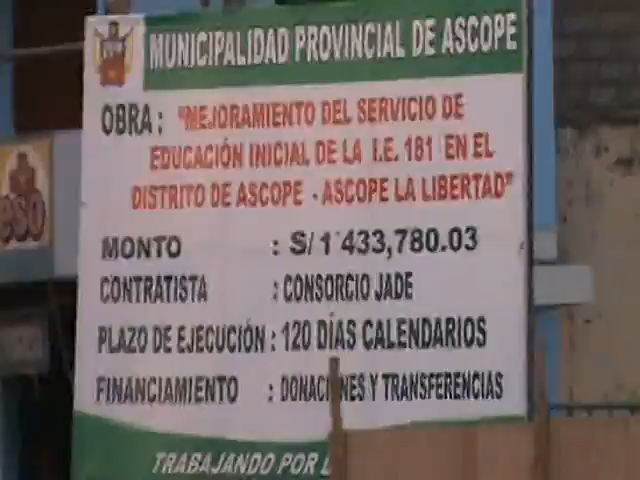 MUNICIPALIDAD PROVINCIAL DE ASCOPE
OBRA: "MEJORAMIENTO DEL SERVICIO DE
EDUCACIÓN INICIAL DE LA I.E. 181 EN EL
DISTRITO DE ASCOPE - ASCOPE LA LIBERTAD"
MONTO : S/ 1'433,780.03
CONTRATISTA : CONSORCIO JADE
PLAZO DE EJECUCIÓN : 120 DÍAS CALENDARIOS
FINANCIAMIENTO : DONACIONES Y TRANSFERENCIAS
TRABAJANDO POR